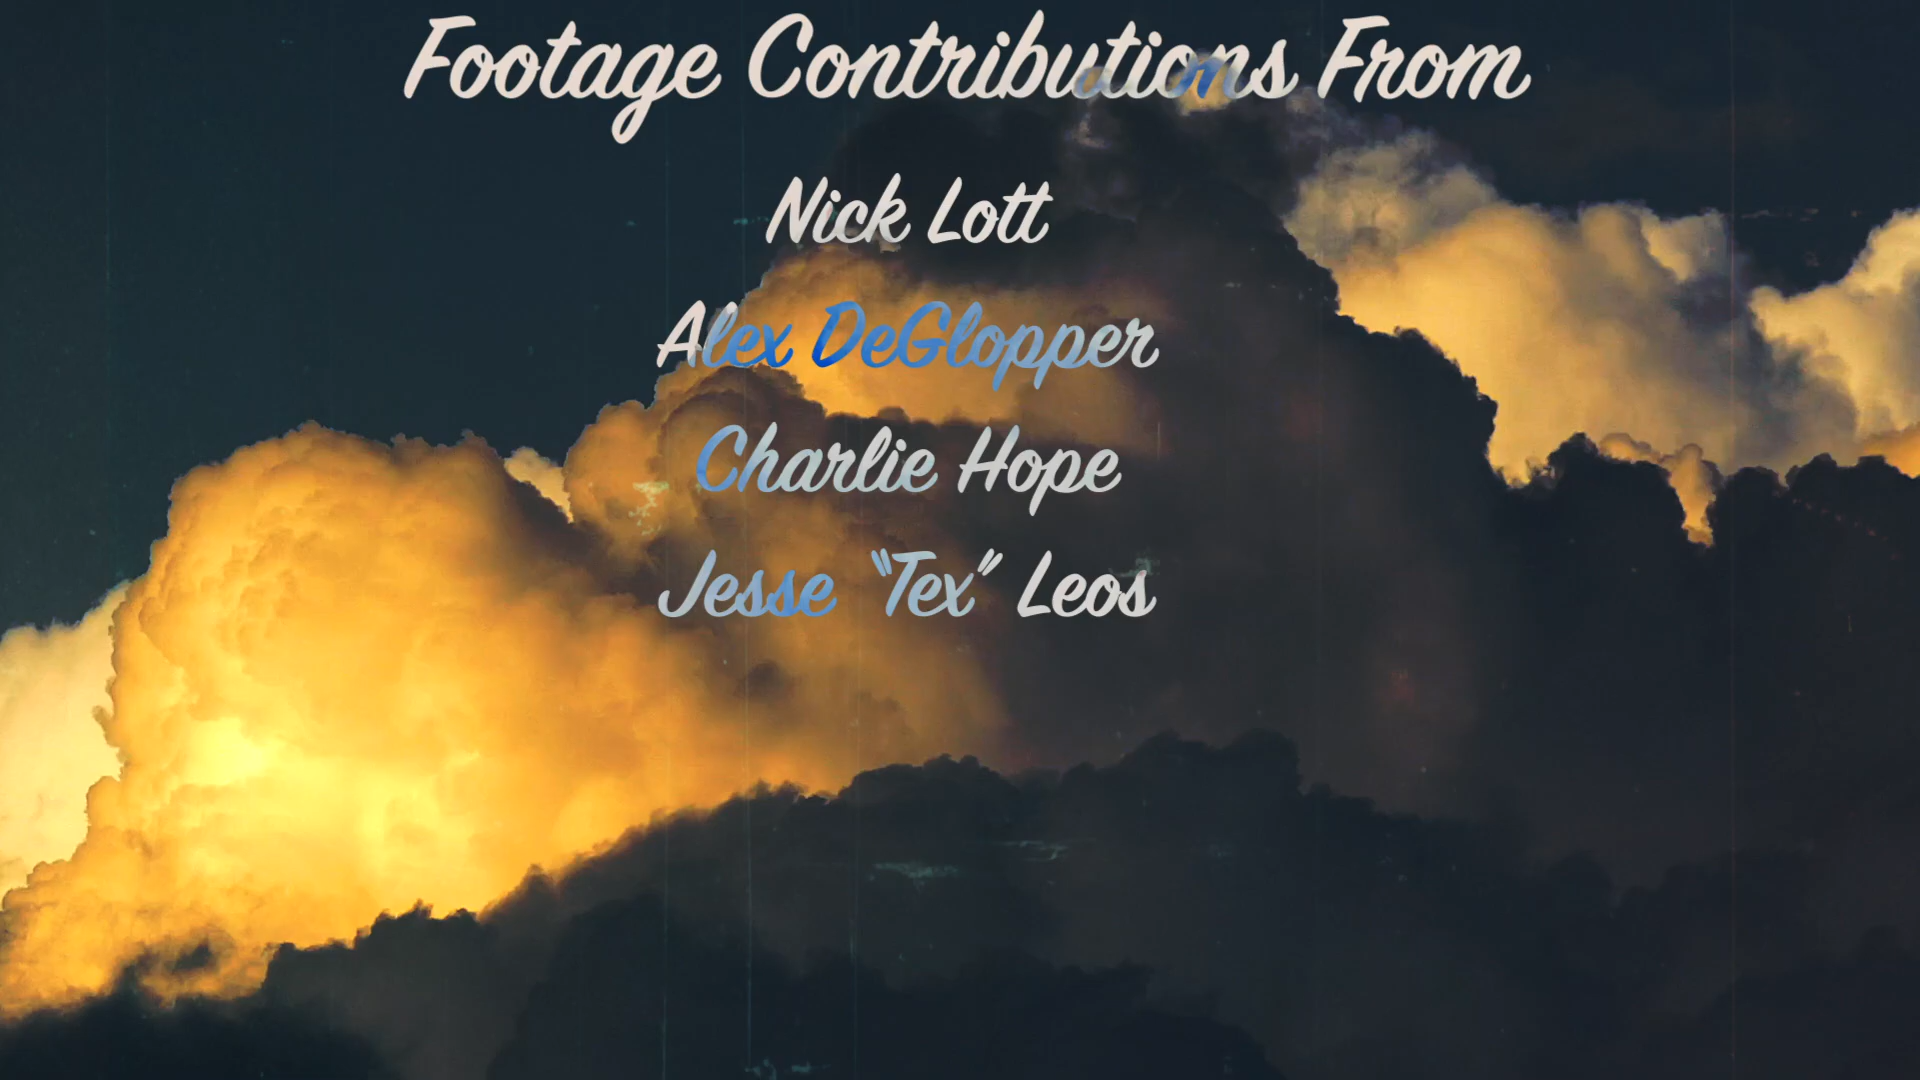 Footage Contributions From
Nick Lott
Alex DeGlopper
Charlie Hope
Jesse "Tex" Leos